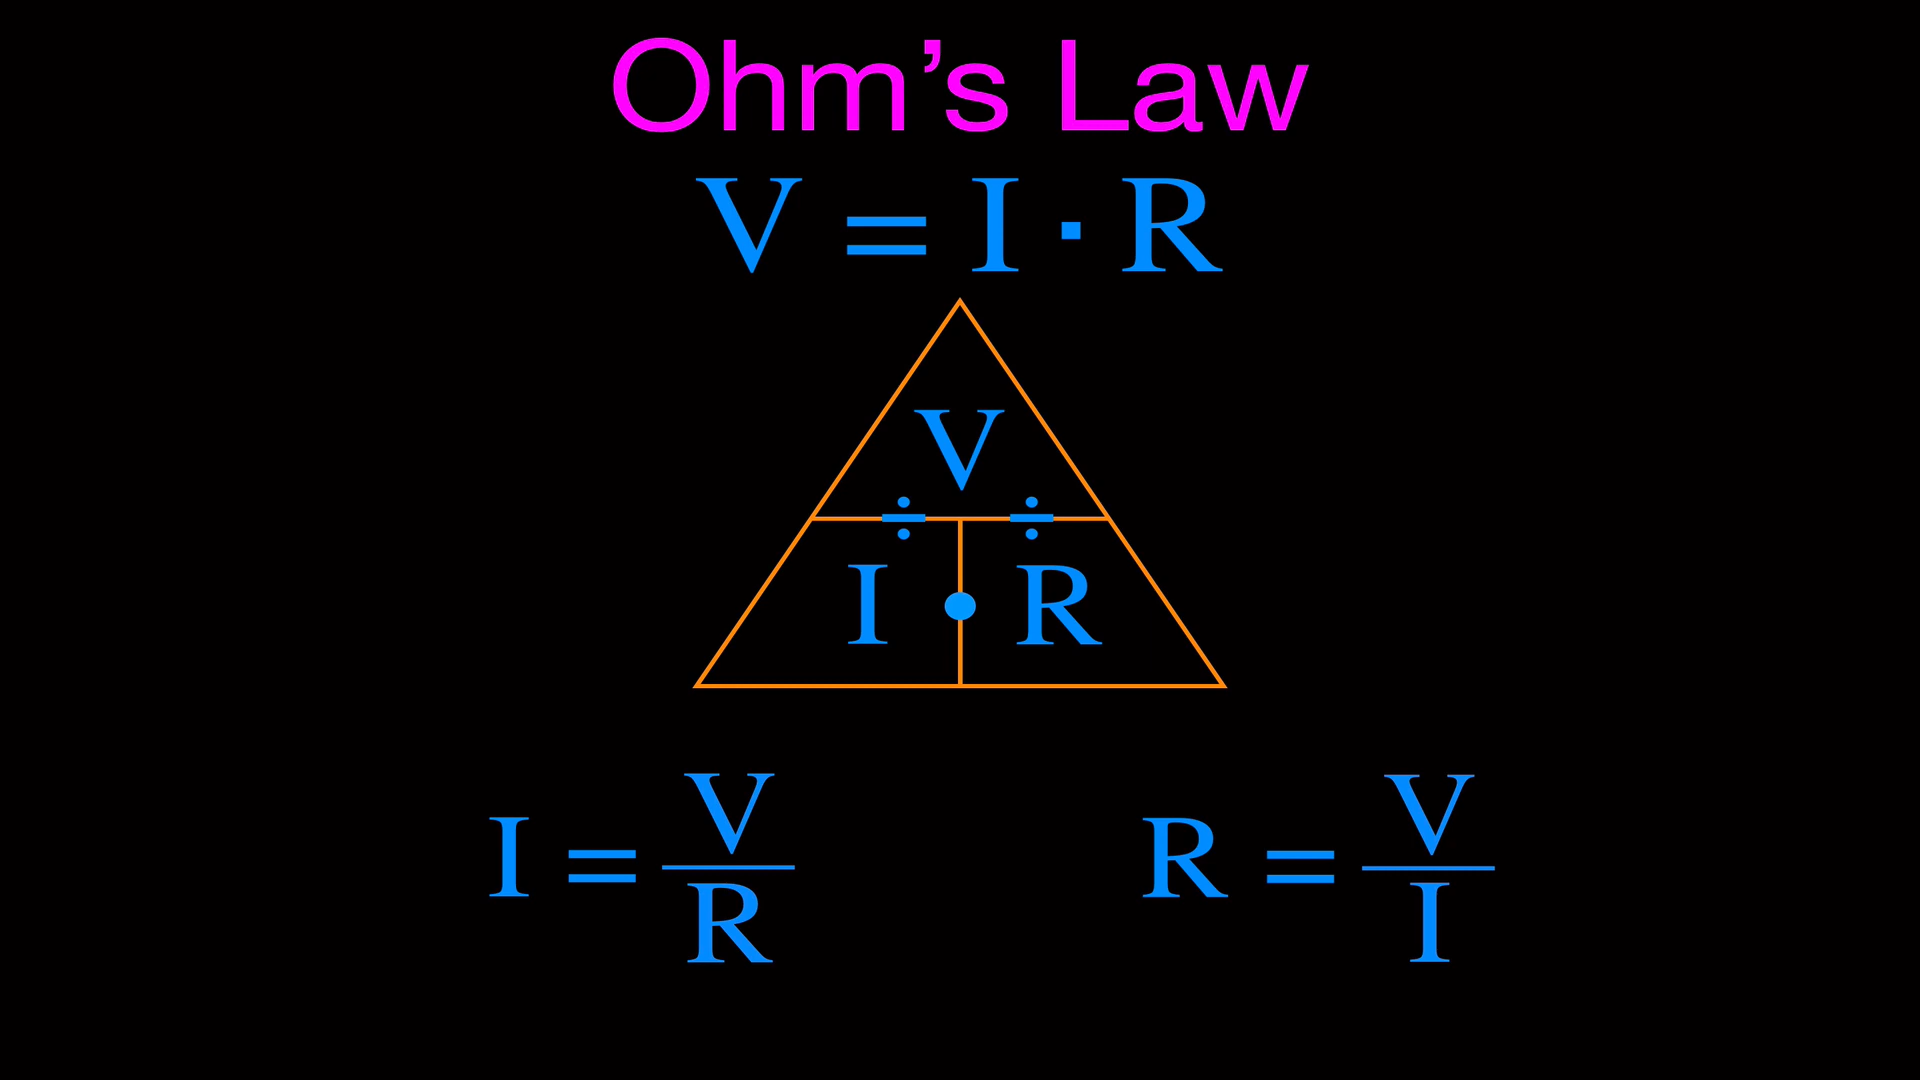 Ohm’s Law
V = I · R
V
÷ ÷
I • R
I = V/R
R = V/I